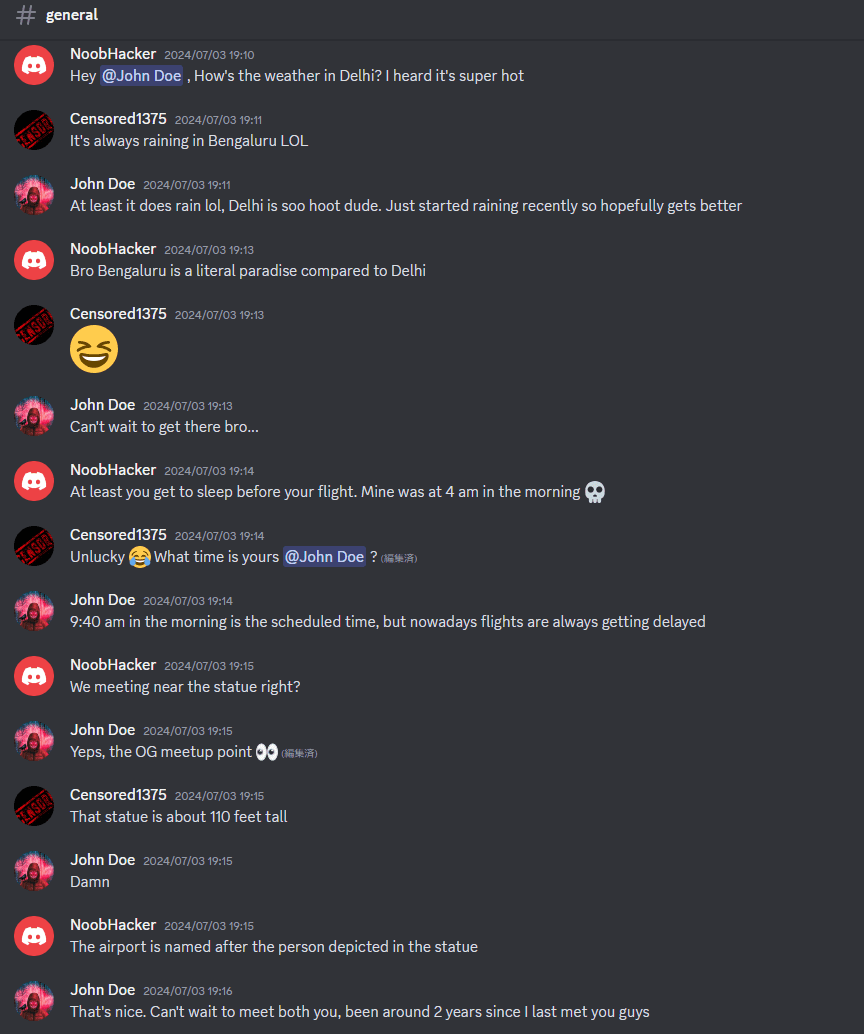 # general
NoobHacker 2024/07/03 19:10
Hey @John Doe , How's the weather in Delhi? I heard it's super hot
Censored1375 2024/07/03 19:11
It's always raining in Bengaluru LOL
John Doe 2024/07/03 19:11
At least it does rain lol, Delhi is soo hoot dude. Just started raining recently so hopefully gets better
NoobHacker 2024/07/03 19:13
Bro Bengaluru is a literal paradise compared to Delhi
Censored1375 2024/07/03 19:13
😆
John Doe 2024/07/03 19:13
Can't wait to get there bro...
NoobHacker 2024/07/03 19:14
At least you get to sleep before your flight. Mine was at 4 am in the morning 💀
Censored1375 2024/07/03 19:14
Unlucky 😂 What time is yours @John Doe ? (編集済)
John Doe 2024/07/03 19:14
9:40 am in the morning is the scheduled time, but nowadays flights are always getting delayed
NoobHacker 2024/07/03 19:15
We meeting near the statue right?
John Doe 2024/07/03 19:15
Yeps, the OG meetup point 👀 (編集済)
Censored1375 2024/07/03 19:15
That statue is about 110 feet tall
John Doe 2024/07/03 19:15
Damn
NoobHacker 2024/07/03 19:15
The airport is named after the person depicted in the statue
John Doe 2024/07/03 19:16
That's nice. Can't wait to meet both you, been around 2 years since I last met you guys